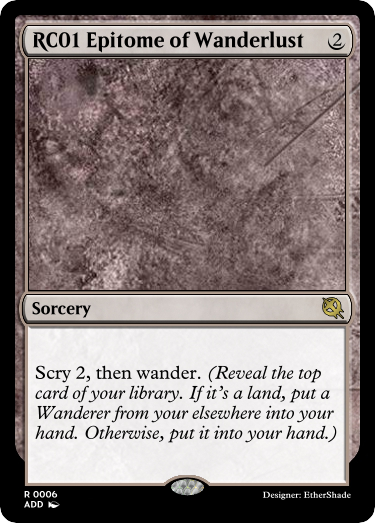 RC01 Epitome of Wanderlust 2
Sorcery
Scry 2, then wander. (Reveal the top
card of your library. If it's a land, put a
Wanderer from your elsewhere into your
hand. Otherwise, put it into your hand.)
R 0006
ADD
Designer: EtherShade